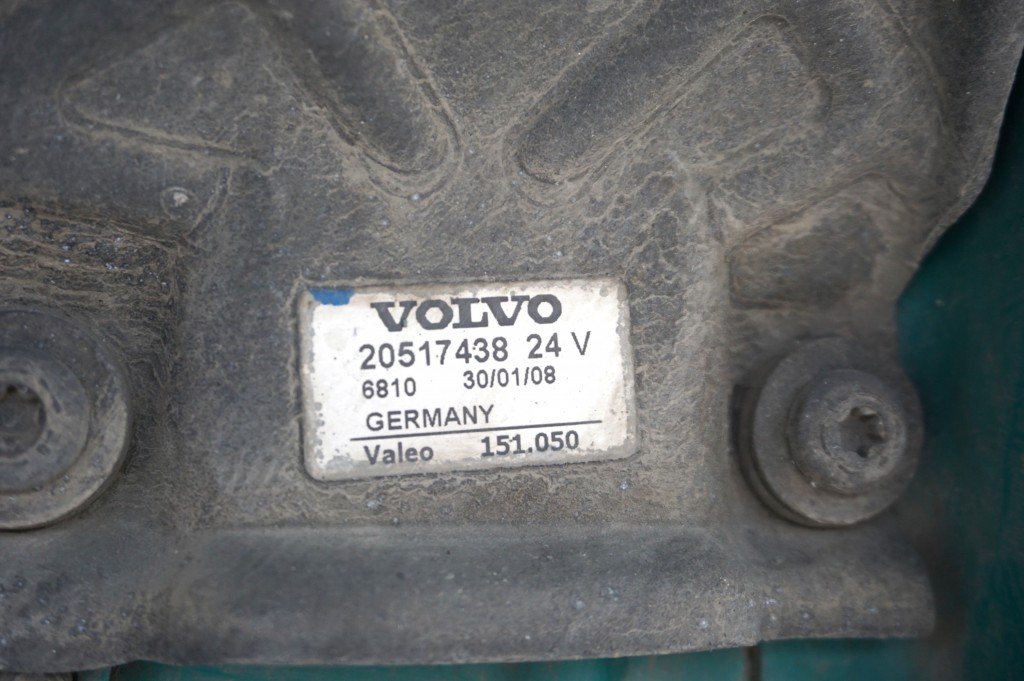 VOLVO
20517438 24 V
6810 30/01/08
GERMANY
Valeo 151.050